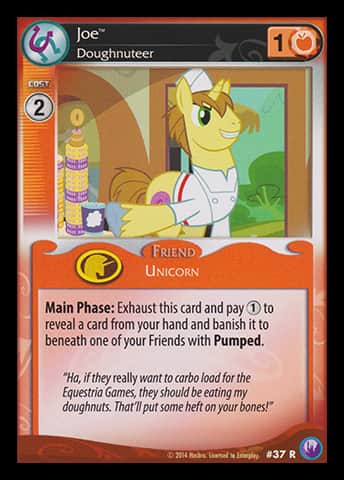 Joe™
Doughnuteer
1
COST
2
FRIEND
UNICORN
Main Phase: Exhaust this card and pay 1 to
reveal a card from your hand and banish it to
beneath one of your Friends with Pumped.
"Ha, if they really want to carbo load for the
Equestria Games, they should be eating my
doughnuts. That'll put some heft on your bones!"
© 2014 Hasbro. Licensed to Enterplay.
#37 R